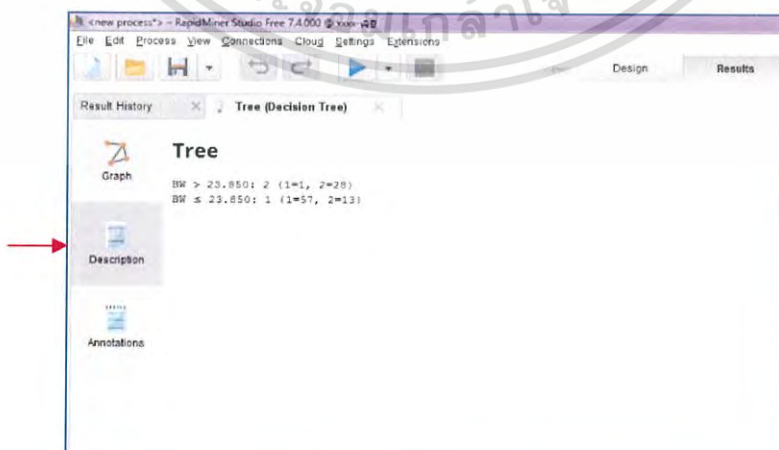 <new process*> – RapidMiner Studio Free 7.4.000 @
File Edit Process View Connections Cloud Settings Extensions
Design Results
Result History Tree (Decision Tree)
Graph
Tree
BW > 23.850: 2 {1=1, 2=28}
BW ≤ 23.850: 1 {1=57, 2=13}
Description
Annotations